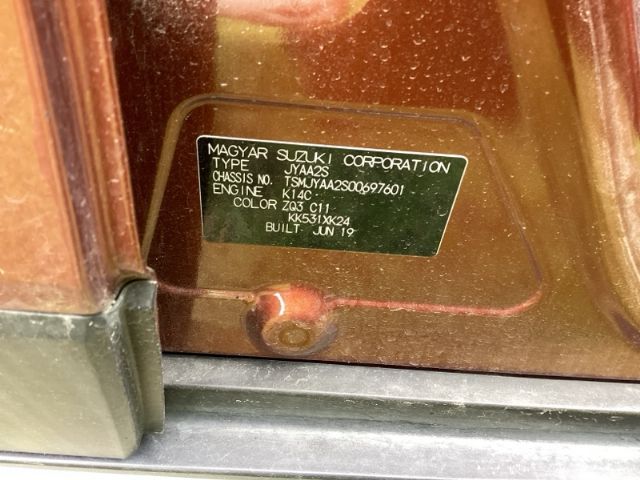 MAGYAR SUZUKI CORPORATION
TYPE JYAA2S
CHASSIS NO. TSMJYAA2S00697601
ENGINE K14C
COLOR ZQ3 C11
KK531XK24
BUILT JUN 19